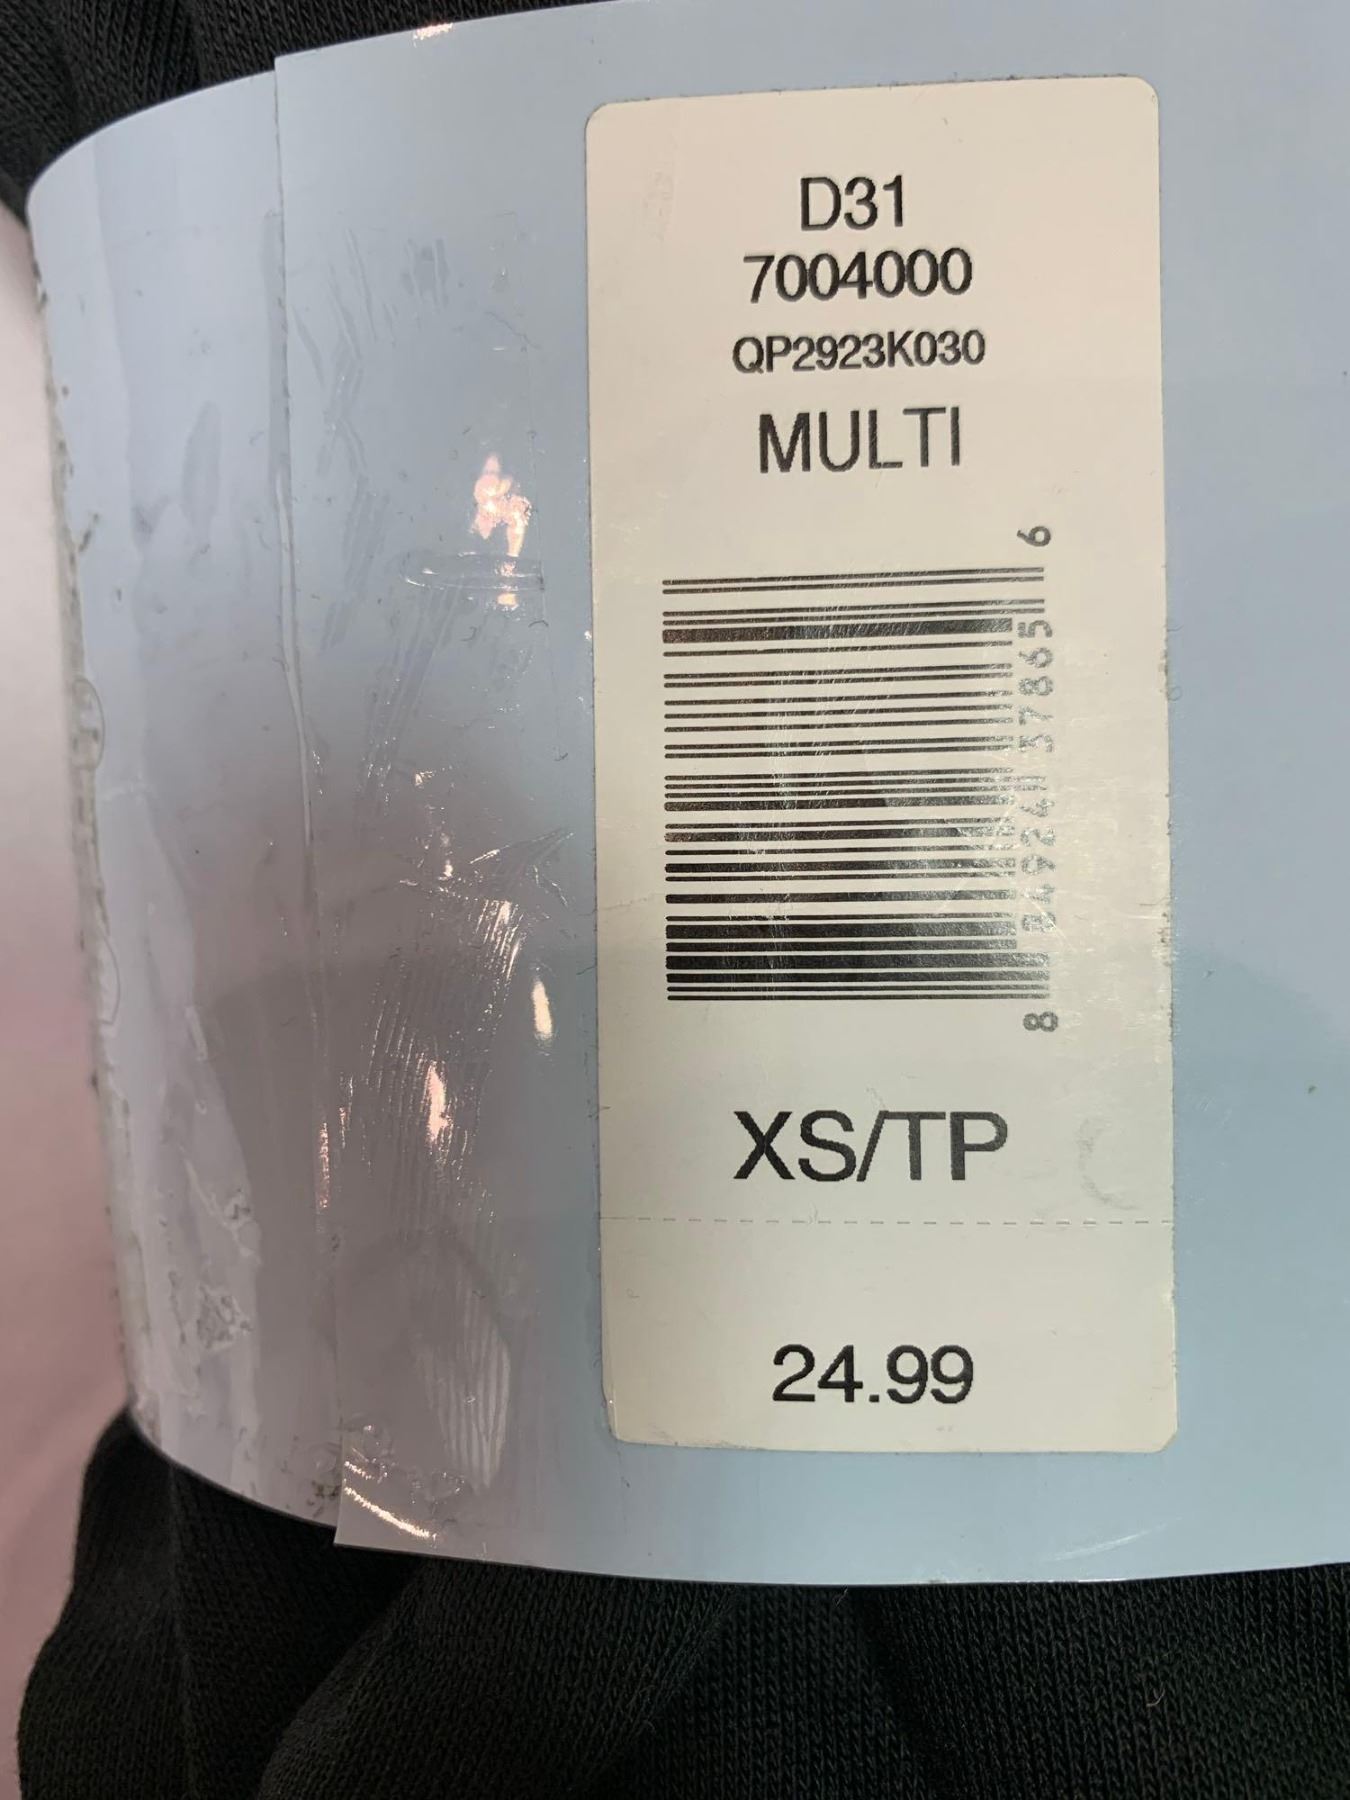 D31
7004000
QP2923K030
MULTI
8 84924 37865 6
XS/TP
24.99